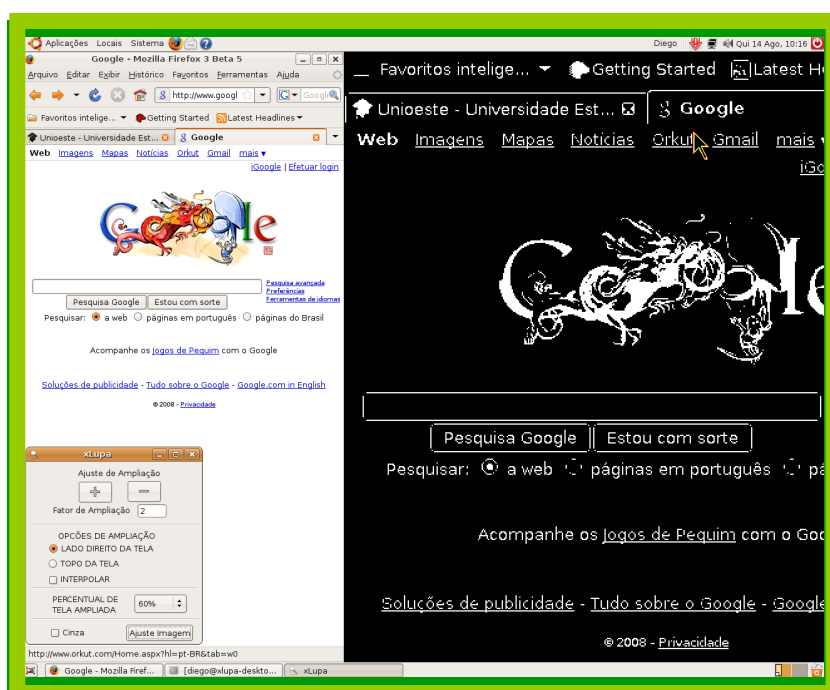 Aplicações Locais Sistema
Diego Qui 14 Ago, 10:16
Google - Mozilla Firefox 3 Beta 5
Arquivo Editar Exibir Histórico Favoritos Ferramentas Ajuda
http://www.googl
Google
Favoritos intelige... Getting Started Latest Headlines
Unioeste - Universidade Est... Google
Web Imagens Mapas Notícias Orkut Gmail mais
iGoogle | Efetuar login
Google
Pesquisa avançada
Preferências
Ferramentas de idiomas
Pesquisa Google Estou com sorte
Pesquisar: a web páginas em português páginas do Brasil
Acompanhe os Jogos de Pequim com o Google
Soluções de publicidade - Tudo sobre o Google - Google.com in English
© 2008 - Privacidade
xLupa
Ajuste de Ampliação
Fator de Ampliação 2
OPCÕES DE AMPLIAÇÃO
LADO DIREITO DA TELA
TOPO DA TELA
INTERPOLAR
PERCENTUAL DE
TELA AMPLIADA 60%
Cinza Ajuste Imagem
http://www.orkut.com/Home.aspx?hl=pt-BR&tab=w0
Google - Mozilla Firef... [diego@xlupa-deskto... xLupa
Favoritos intelige... Getting Started Latest H
Unioeste - Universidade Est... Google
Web Imagens Mapas Notícias Orkut Gmail mais
iGo
Google
Pesquisa Google Estou com sorte
Pesquisar: a web páginas em português pá
Acompanhe os Jogos de Pequim com o Goo
Soluções de publicidade - Tudo sobre o Google - Google
© 2008 - Privacidade